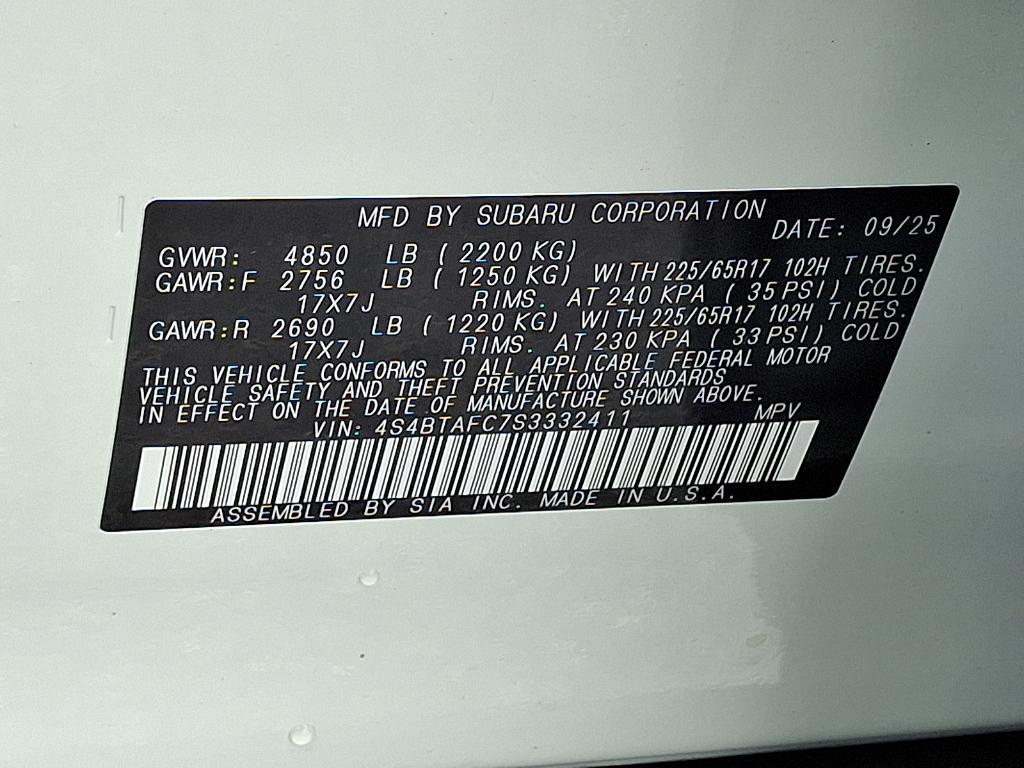 MFD BY SUBARU CORPORATION
DATE: 09/25
GVWR: 4850 LB ( 2200 KG)
GAWR:F 2756 LB ( 1250 KG) WITH 225/65R17 102H TIRES.
17X7J RIMS. AT 240 KPA ( 35 PSI) COLD
GAWR:R 2690 LB ( 1220 KG) WITH 225/65R17 102H TIRES.
17X7J RIMS. AT 230 KPA ( 33 PSI) COLD
THIS VEHICLE CONFORMS TO ALL APPLICABLE FEDERAL MOTOR
VEHICLE SAFETY AND THEFT PREVENTION STANDARDS
IN EFFECT ON THE DATE OF MANUFACTURE SHOWN ABOVE.
VIN: 4S4BTAFC7S3332411 MPV
ASSEMBLED BY SIA INC. MADE IN U.S.A.